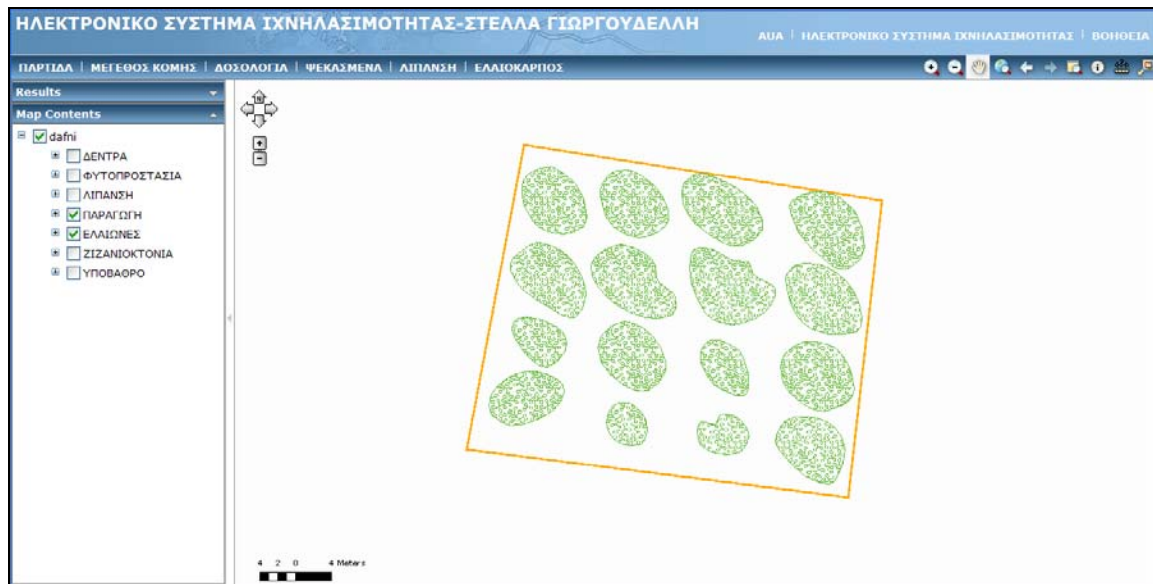 ΗΛΕΚΤΡΟΝΙΚΟ ΣΥΣΤΗΜΑ ΙΧΝΗΛΑΣΙΜΟΤΗΤΑΣ-ΣΤΕΛΛΑ ΓΙΩΡΓΟΥΔΕΛΛΗ
AUA | ΗΛΕΚΤΡΟΝΙΚΟ ΣΥΣΤΗΜΑ ΙΧΝΗΛΑΣΙΜΟΤΗΤΑΣ | ΒΟΗΘΕΙΑ
ΠΑΡΤΙΔΑ | ΜΕΓΕΘΟΣ ΚΟΜΗΣ | ΔΟΣΟΛΟΓΙΑ | ΨΕΚΑΣΜΕΝΑ | ΛΙΠΑΝΣΗ | ΕΛΑΙΟΚΑΡΠΟΣ
Results
Map Contents
dafni
ΔΕΝΤΡΑ
ΦΥΤΟΠΡΟΣΤΑΣΙΑ
ΛΙΠΑΝΣΗ
ΠΑΡΑΓΩΓΗ
ΕΛΑΙΩΝΕΣ
ΖΙΖΑΝΙΟΚΤΟΝΙΑ
ΥΠΟΒΑΘΡΟ
N
4 2 0 4 Meters